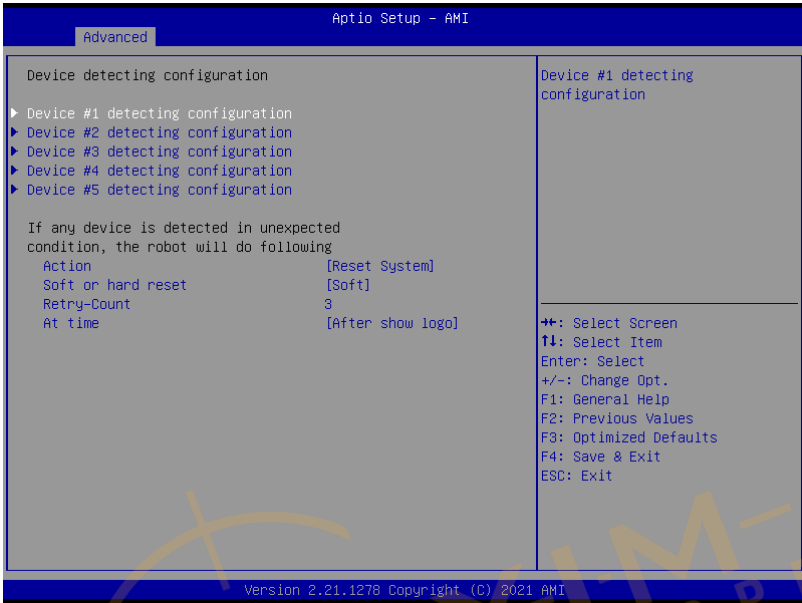 Aptio Setup – AMI
Advanced
Device detecting configuration
Device #1 detecting configuration
Device #2 detecting configuration
Device #3 detecting configuration
Device #4 detecting configuration
Device #5 detecting configuration
If any device is detected in unexpected
condition, the robot will do following
Action [Reset System]
Soft or hard reset [Soft]
Retry-Count 3
At time [After show logo]
Device #1 detecting
configuration
→←: Select Screen
↑↓: Select Item
Enter: Select
+/-: Change Opt.
F1: General Help
F2: Previous Values
F3: Optimized Defaults
F4: Save & Exit
ESC: Exit
Version 2.21.1278 Copyright (C) 2021 AMI